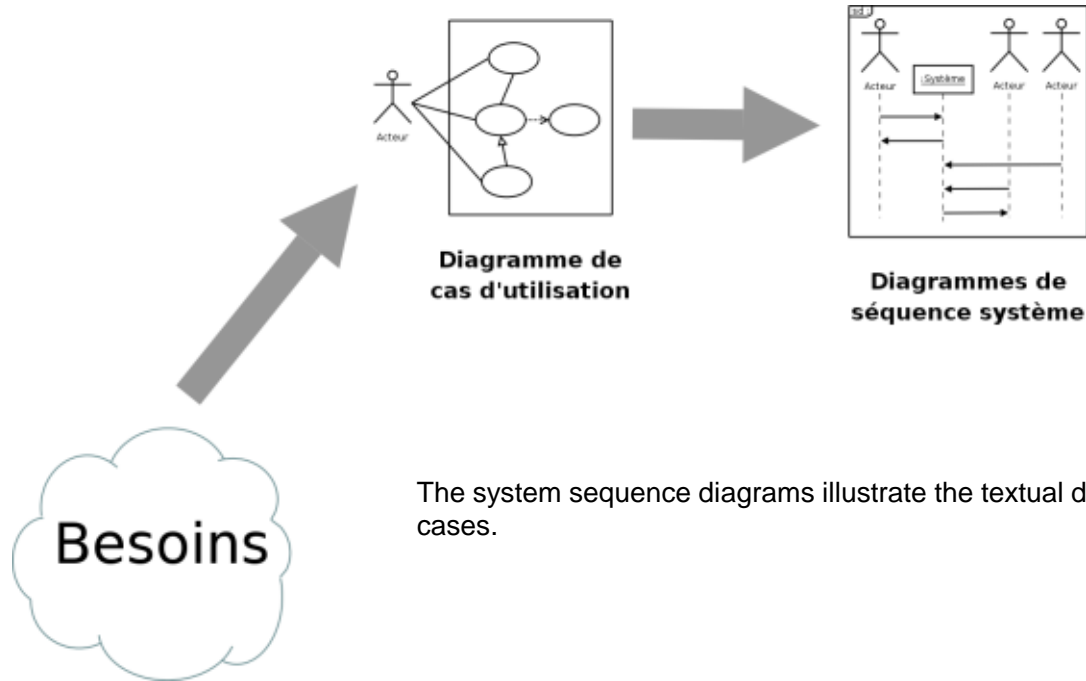 sd :
Acteur
:Système
Acteur
Acteur
Acteur
Diagramme de
cas d'utilisation
Diagrammes de
séquence système
Besoins
The system sequence diagrams illustrate the textual
cases.